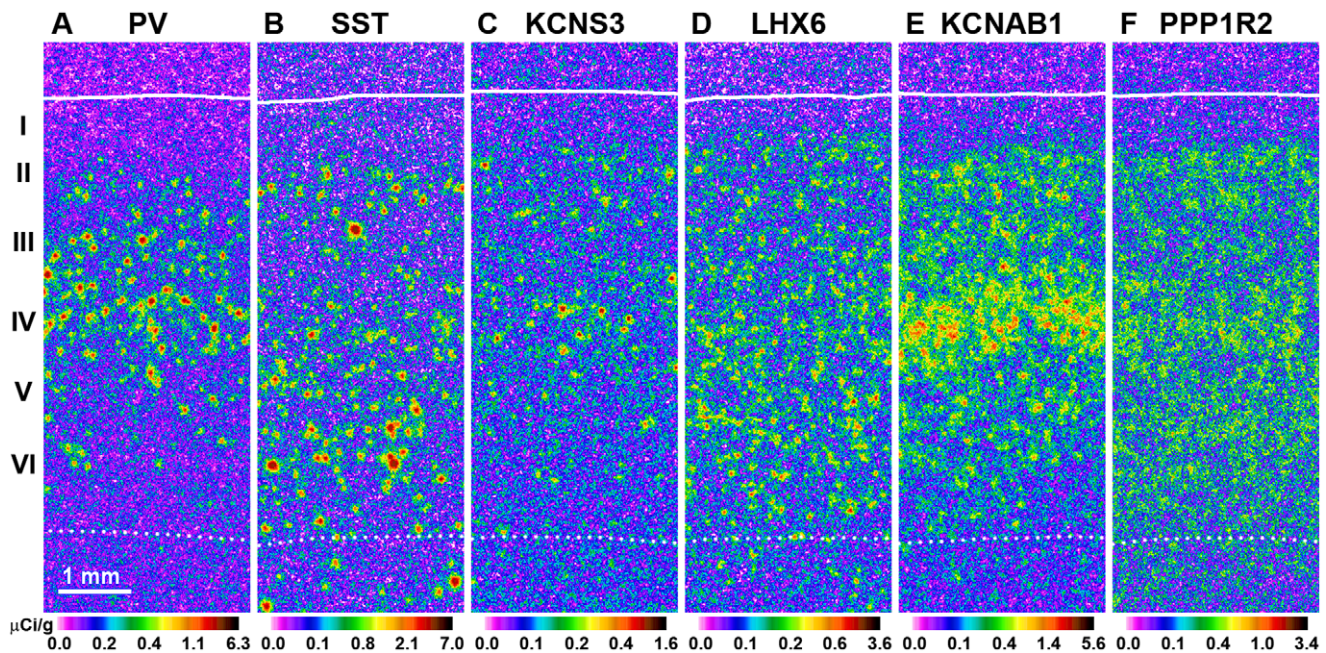 A PV B SST C KCNS3 D LHX6 E KCNAB1 F PPP1R2
I
II
III
IV
V
VI
1 mm
μCi/g
0.0 0.2 0.4 1.1 6.3 0.0 0.1 0.8 2.1 7.0 0.0 0.1 0.2 0.4 1.6 0.0 0.1 0.4 0.8 3.6 0.0 0.1 0.4 1.4 5.6 0.0 0.1 0.4 1.0 3.4